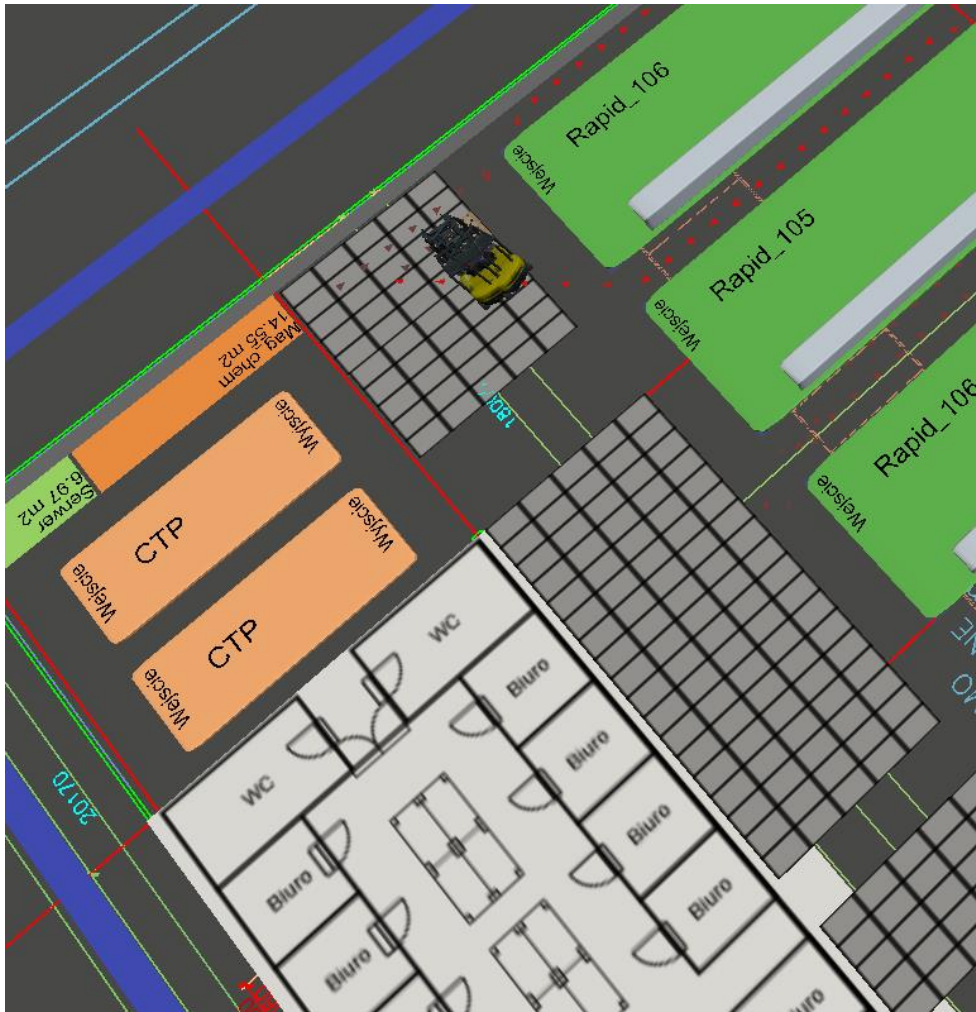 Rapid_106
Wejscie
Rapid_105
Wejscie
Rapid_106
Wejscie
Mag. chem
14.55 m2
Serwer
6.97 m2
Wyjscie
CTP
Wejscie
Wyjscie
CTP
Wejscie
WC
WC
Biuro
Biuro
Biuro
Biuro
Biuro
Biuro
20170